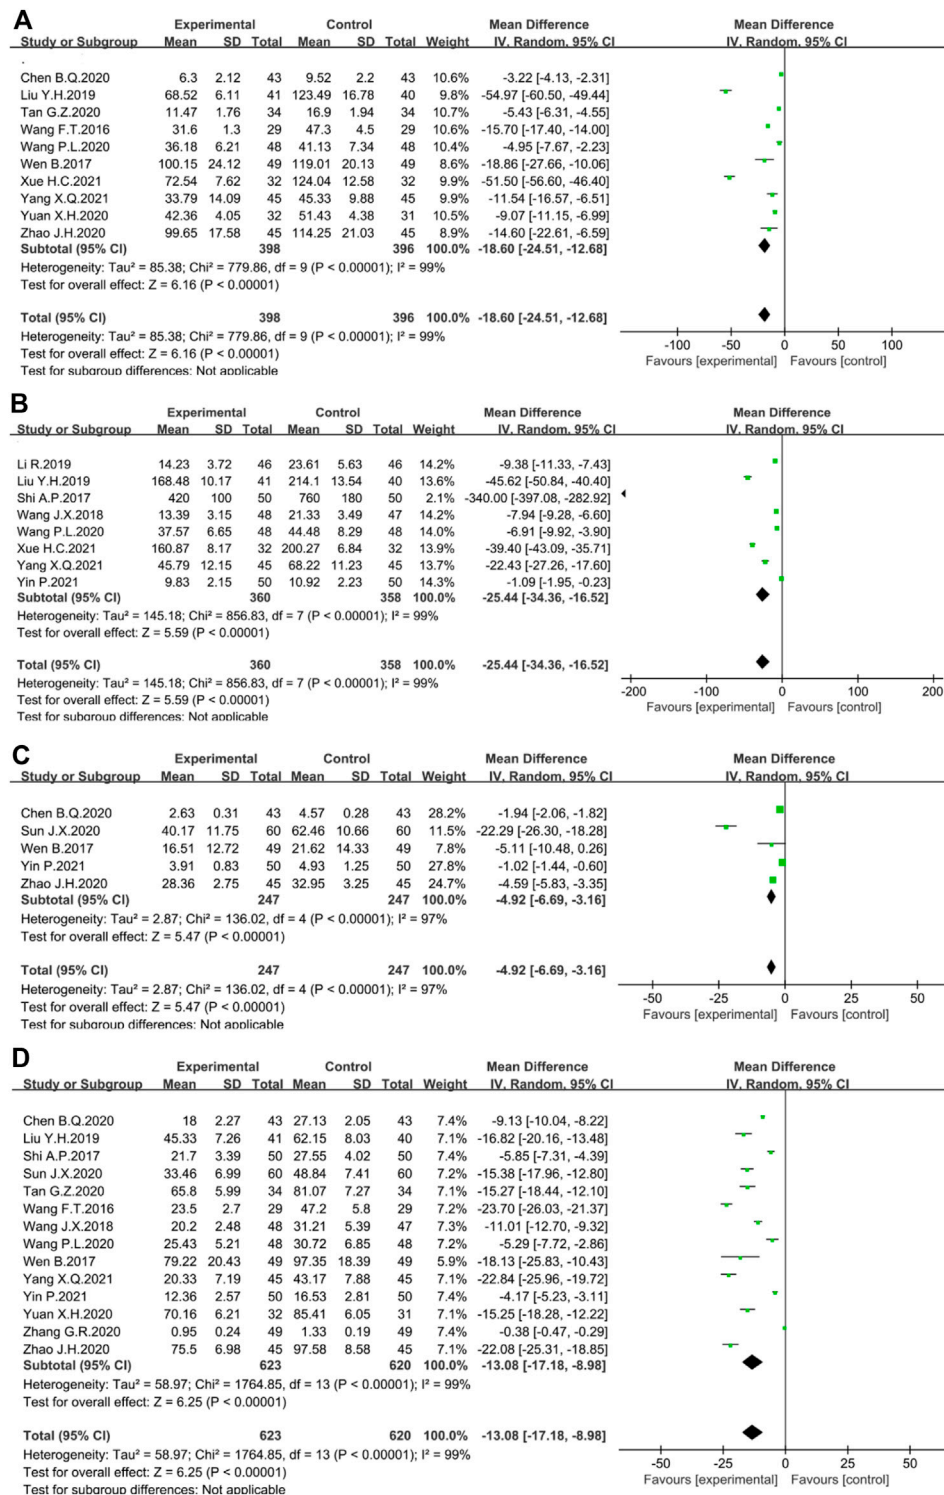 A
Experimental Control Mean Difference Mean Difference
Study or Subgroup Mean SD Total Mean SD Total Weight IV, Random, 95% CI IV, Random, 95% CI
Chen B.Q.2020 6.3 2.12 43 9.52 2.2 43 10.6% -3.22 [-4.13, -2.31]
Liu Y.H.2019 68.52 6.11 41 123.49 16.78 40 9.8% -54.97 [-60.50, -49.44]
Tan G.Z.2020 11.47 1.76 34 16.9 1.94 34 10.7% -5.43 [-6.31, -4.55]
Wang F.T.2016 31.6 1.3 29 47.3 4.5 29 10.6% -15.70 [-17.40, -14.00]
Wang P.L.2020 36.18 6.21 48 41.13 7.34 48 10.4% -4.95 [-7.67, -2.23]
Wen B.2017 100.15 24.12 49 119.01 20.13 49 8.6% -18.86 [-27.66, -10.06]
Xue H.C.2021 72.54 7.62 32 124.04 12.58 32 9.9% -51.50 [-56.60, -46.40]
Yang X.Q.2021 33.79 14.09 45 45.33 9.88 45 9.9% -11.54 [-16.57, -6.51]
Yuan X.H.2020 42.36 4.05 32 51.43 4.38 31 10.5% -9.07 [-11.15, -6.99]
Zhao J.H.2020 99.65 17.58 45 114.25 21.03 45 8.9% -14.60 [-22.61, -6.59]
Subtotal (95% CI) 398 396 100.0% -18.60 [-24.51, -12.68]
Heterogeneity: Tau² = 85.38; Chi² = 779.86, df = 9 (P < 0.00001); I² = 99%
Test for overall effect: Z = 6.16 (P < 0.00001)
Total (95% CI) 398 396 100.0% -18.60 [-24.51, -12.68]
Heterogeneity: Tau² = 85.38; Chi² = 779.86, df = 9 (P < 0.00001); I² = 99%
Test for overall effect: Z = 6.16 (P < 0.00001)
Test for subgroup differences: Not applicable
-100 -50 0 50 100
Favours [experimental] Favours [control]
B
Experimental Control Mean Difference Mean Difference
Study or Subgroup Mean SD Total Mean SD Total Weight IV, Random, 95% CI IV, Random, 95% CI
Li R.2019 14.23 3.72 46 23.61 5.63 46 14.2% -9.38 [-11.33, -7.43]
Liu Y.H.2019 168.48 10.17 41 214.1 13.54 40 13.6% -45.62 [-50.84, -40.40]
Shi A.P.2017 420 100 50 760 180 50 2.1% -340.00 [-397.08, -282.92]
Wang J.X.2018 13.39 3.15 48 21.33 3.49 47 14.2% -7.94 [-9.28, -6.60]
Wang P.L.2020 37.57 6.65 48 44.48 8.29 48 14.0% -6.91 [-9.92, -3.90]
Xue H.C.2021 160.87 8.17 32 200.27 6.84 32 13.9% -39.40 [-43.09, -35.71]
Yang X.Q.2021 45.79 12.15 45 68.22 11.23 45 13.7% -22.43 [-27.26, -17.60]
Yin P.2021 9.83 2.15 50 10.92 2.23 50 14.3% -1.09 [-1.95, -0.23]
Subtotal (95% CI) 360 358 100.0% -25.44 [-34.36, -16.52]
Heterogeneity: Tau² = 145.18; Chi² = 856.83, df = 7 (P < 0.00001); I² = 99%
Test for overall effect: Z = 5.59 (P < 0.00001)
Total (95% CI) 360 358 100.0% -25.44 [-34.36, -16.52]
Heterogeneity: Tau² = 145.18; Chi² = 856.83, df = 7 (P < 0.00001); I² = 99%
Test for overall effect: Z = 5.59 (P < 0.00001)
Test for subgroup differences: Not applicable
-200 -100 0 100 200
Favours [experimental] Favours [control]
C
Experimental Control Mean Difference Mean Difference
Study or Subgroup Mean SD Total Mean SD Total Weight IV, Random, 95% CI IV, Random, 95% CI
Chen B.Q.2020 2.63 0.31 43 4.57 0.28 43 28.2% -1.94 [-2.06, -1.82]
Sun J.X.2020 40.17 11.75 60 62.46 10.66 60 11.5% -22.29 [-26.30, -18.28]
Wen B.2017 16.51 12.72 49 21.62 14.33 49 7.8% -5.11 [-10.48, 0.26]
Yin P.2021 3.91 0.83 50 4.93 1.25 50 27.8% -1.02 [-1.44, -0.60]
Zhao J.H.2020 28.36 2.75 45 32.95 3.25 45 24.7% -4.59 [-5.83, -3.35]
Subtotal (95% CI) 247 247 100.0% -4.92 [-6.69, -3.16]
Heterogeneity: Tau² = 2.87; Chi² = 136.02, df = 4 (P < 0.00001); I² = 97%
Test for overall effect: Z = 5.47 (P < 0.00001)
Total (95% CI) 247 247 100.0% -4.92 [-6.69, -3.16]
Heterogeneity: Tau² = 2.87; Chi² = 136.02, df = 4 (P < 0.00001); I² = 97%
Test for overall effect: Z = 5.47 (P < 0.00001)
Test for subgroup differences: Not applicable
-50 -25 0 25 50
Favours [experimental] Favours [control]
D
Experimental Control Mean Difference Mean Difference
Study or Subgroup Mean SD Total Mean SD Total Weight IV, Random, 95% CI IV, Random, 95% CI
Chen B.Q.2020 18 2.27 43 27.13 2.05 43 7.4% -9.13 [-10.04, -8.22]
Liu Y.H.2019 45.33 7.26 41 62.15 8.03 40 7.1% -16.82 [-20.16, -13.48]
Shi A.P.2017 21.7 3.39 50 27.55 4.02 50 7.4% -5.85 [-7.31, -4.39]
Sun J.X.2020 33.46 6.99 60 48.84 7.41 60 7.2% -15.38 [-17.96, -12.80]
Tan G.Z.2020 65.8 5.99 34 81.07 7.27 34 7.1% -15.27 [-18.44, -12.10]
Wang F.T.2016 23.5 2.7 29 47.2 5.8 29 7.2% -23.70 [-26.03, -21.37]
Wang J.X.2018 20.2 2.48 48 31.21 5.39 47 7.3% -11.01 [-12.70, -9.32]
Wang P.L.2020 25.43 5.21 48 30.72 6.85 48 7.2% -5.29 [-7.72, -2.86]
Wen B.2017 79.22 20.43 49 97.35 18.39 49 5.9% -18.13 [-25.83, -10.43]
Yang X.Q.2021 20.33 7.19 45 43.17 7.88 45 7.1% -22.84 [-25.96, -19.72]
Yin P.2021 12.36 2.57 50 16.53 2.81 50 7.4% -4.17 [-5.23, -3.11]
Yuan X.H.2020 70.16 6.21 32 85.41 6.05 31 7.1% -15.25 [-18.28, -12.22]
Zhang G.R.2020 0.95 0.24 49 1.33 0.19 49 7.4% -0.38 [-0.47, -0.29]
Zhao J.H.2020 75.5 6.98 45 97.58 8.58 45 7.1% -22.08 [-25.31, -18.85]
Subtotal (95% CI) 623 620 100.0% -13.08 [-17.18, -8.98]
Heterogeneity: Tau² = 58.97; Chi² = 1764.85, df = 13 (P < 0.00001); I² = 99%
Test for overall effect: Z = 6.25 (P < 0.00001)
Total (95% CI) 623 620 100.0% -13.08 [-17.18, -8.98]
Heterogeneity: Tau² = 58.97; Chi² = 1764.85, df = 13 (P < 0.00001); I² = 99%
Test for overall effect: Z = 6.25 (P < 0.00001)
Test for subgroup differences: Not applicable
-50 -25 0 25 50
Favours [experimental] Favours [control]